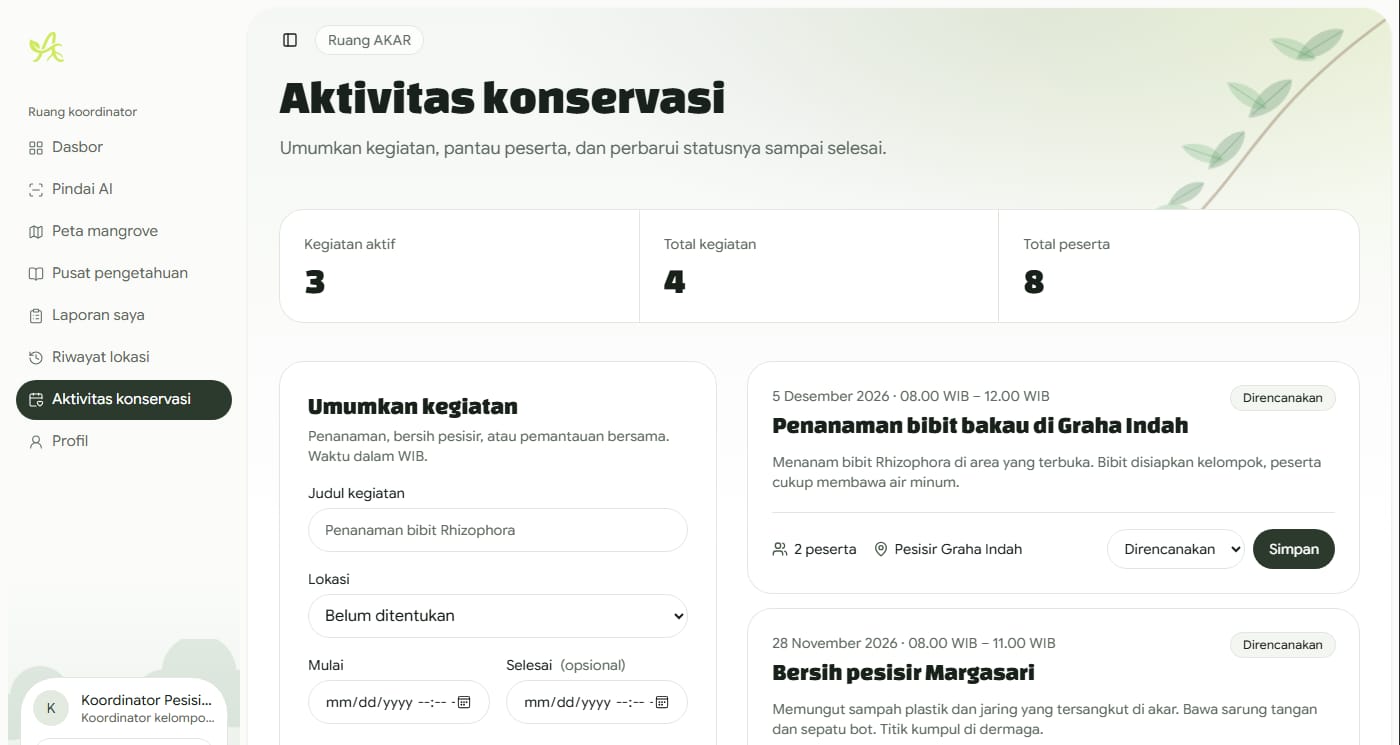 Ruang koordinator
Dasbor
Pindai AI
Peta mangrove
Pusat pengetahuan
Laporan saya
Riwayat lokasi
Aktivitas konservasi
Profil
K
Koordinator Pesisi...
Koordinator kelompo...
Ruang AKAR
Aktivitas konservasi
Umumkan kegiatan, pantau peserta, dan perbarui statusnya sampai selesai.
Kegiatan aktif
3
Total kegiatan
4
Total peserta
8
Umumkan kegiatan
Penanaman, bersih pesisir, atau pemantauan bersama.
Waktu dalam WIB.
Judul kegiatan
Penanaman bibit Rhizophora
Lokasi
Belum ditentukan
Mulai
mm/dd/yyyy --:-- -
Selesai (opsional)
mm/dd/yyyy --:-- -
5 Desember 2026 · 08.00 WIB – 12.00 WIB
Direncanakan
Penanaman bibit bakau di Graha Indah
Menanam bibit Rhizophora di area yang terbuka. Bibit disiapkan kelompok, peserta
cukup membawa air minum.
2 peserta
Pesisir Graha Indah
Direncanakan
Simpan
28 November 2026 · 08.00 WIB – 11.00 WIB
Direncanakan
Bersih pesisir Margasari
Memungut sampah plastik dan jaring yang tersangkut di akar. Bawa sarung tangan
dan sepatu bot. Titik kumpul di dermaga.